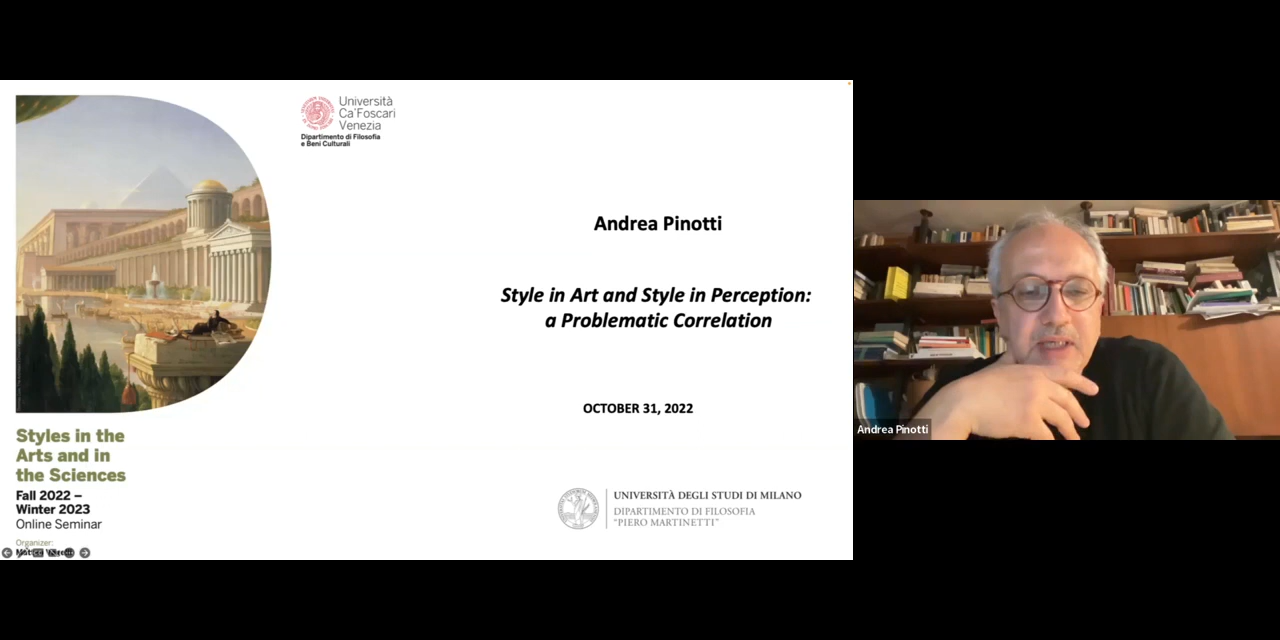 Università
Ca'Foscari
Venezia
Dipartimento di Filosofia
e Beni Culturali
Andrea Pinotti
Style in Art and Style in Perception:
a Problematic Correlation
OCTOBER 31, 2022
UNIVERSITÀ DEGLI STUDI DI MILANO
DIPARTIMENTO DI FILOSOFIA
"PIERO MARTINETTI"
Styles in the
Arts and in
the Sciences
Fall 2022 –
Winter 2023
Online Seminar
Organizer:
Andrea Pinotti